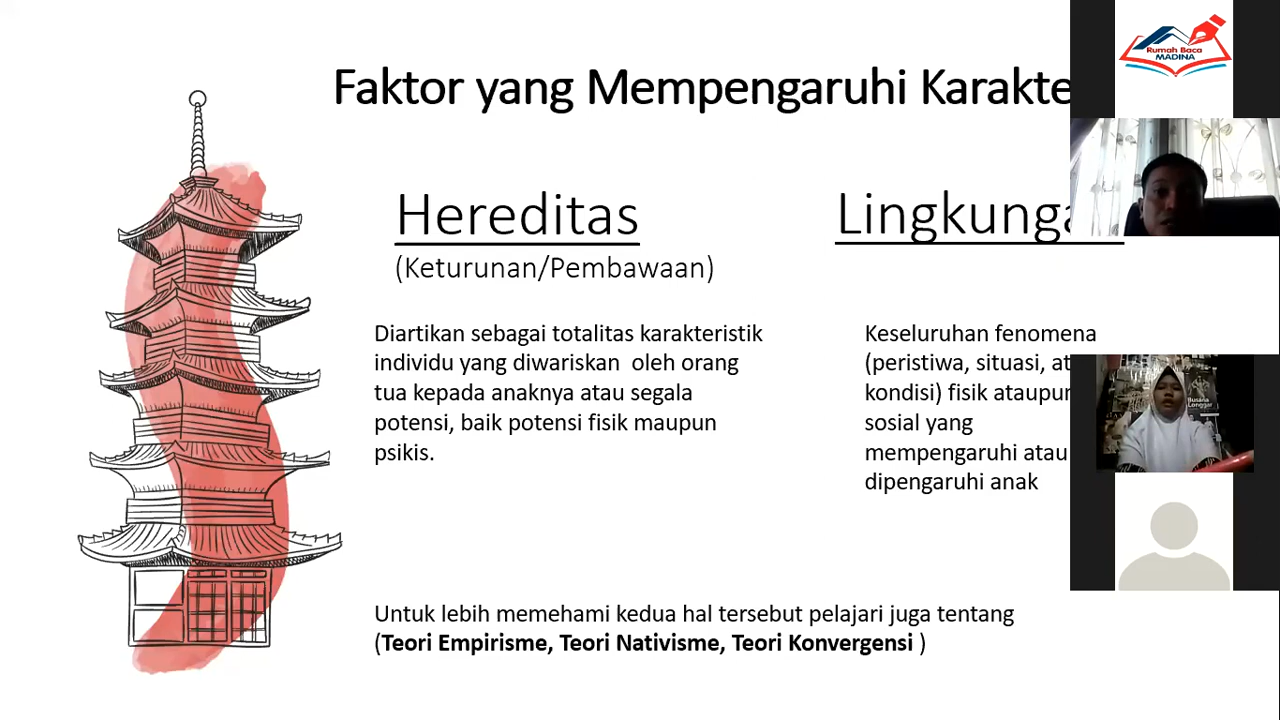 Faktor yang Mempengaruhi Karakte
Hereditas
(Keturunan/Pembawaan)
Diartikan sebagai totalitas karakteristik
individu yang diwariskan oleh orang
tua kepada anaknya atau segala
potensi, baik potensi fisik maupun
psikis.
Lingkunga
Keseluruhan fenomena
(peristiwa, situasi, at
kondisi) fisik ataupun
sosial yang
mempengaruhi atau
dipengaruhi anak
Untuk lebih memehami kedua hal tersebut pelajari juga tentang
(Teori Empirisme, Teori Nativisme, Teori Konvergensi )
Rumah Baca
MADINA
Busana
Longgar